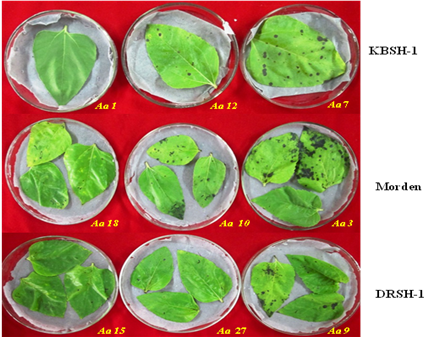 KBSH-1
Aa 1
Aa 12
Aa 7
Morden
Aa 18
Aa 10
Aa 3
DRSH-1
Aa 15
Aa 27
Aa 9